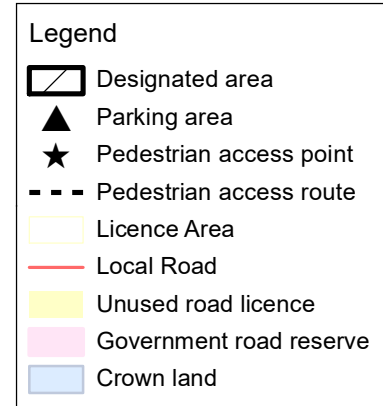 Legend
Designated area
Parking area
Pedestrian access point
Pedestrian access route
Licence Area
Local Road
Unused road licence
Government road reserve
Crown land